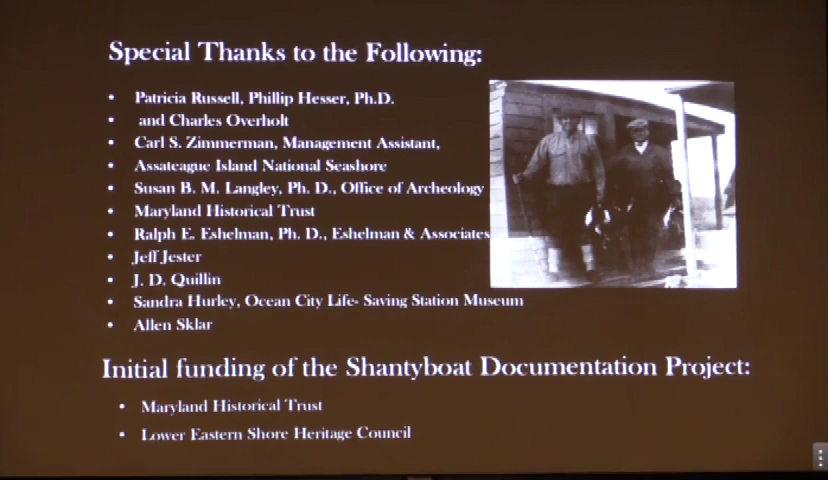 Special Thanks to the Following:
• Patricia Russell, Phillip Hesser, Ph.D.
• and Charles Overholt
• Carl S. Zimmerman, Management Assistant,
• Assateague Island National Seashore
• Susan B. M. Langley, Ph. D., Office of Archeology
• Maryland Historical Trust
• Ralph E. Eshelman, Ph. D., Eshelman & Associates
• Jeff Jester
• J. D. Quillin
• Sandra Hurley, Ocean City Life- Saving Station Museum
• Allen Sklar
Initial funding of the Shantyboat Documentation Project:
• Maryland Historical Trust
• Lower Eastern Shore Heritage Council